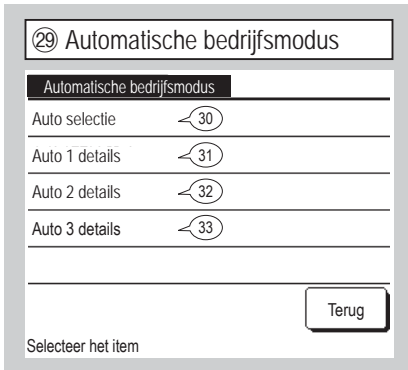 ㉙ Automatische bedrijfsmodus
Automatische bedrijfsmodus
Auto selectie 30
Auto 1 details 31
Auto 2 details 32
Auto 3 details 33
Terug
Selecteer het item